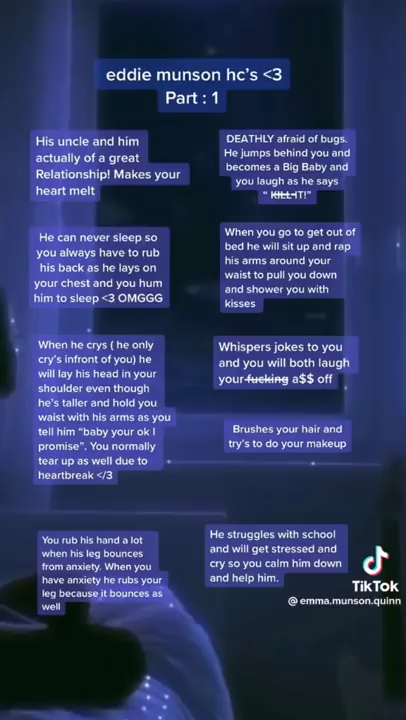 eddie munson hc's <3
Part : 1
His uncle and him
actually of a great
Relationship! Makes your
heart melt
DEATHLY afraid of bugs.
He jumps behind you and
becomes a Big Baby and
you laugh as he says
“ KILL IT!”
He can never sleep so
you always have to rub
his back as he lays on
your chest and you hum
him to sleep <3 OMGGG
When you go to get out of
bed he will sit up and rap
his arms around your
waist to pull you down
and shower you with
kisses
When he crys ( he only
cry's infront of you) he
will lay his head in your
shoulder even though
he's taller and hold you
waist with his arms as you
tell him “baby your ok I
promise”. You normally
tear up as well due to
heartbreak </3
Whispers jokes to you
and you will both laugh
your fucking a$$ off
Brushes your hair and
try's to do your makeup
You rub his hand a lot
when his leg bounces
from anxiety. When you
have anxiety he rubs your
leg because it bounces as
well
He struggles with school
and will get stressed and
cry so you calm him down
and help him.
TikTok
@ emma.munson.quinn